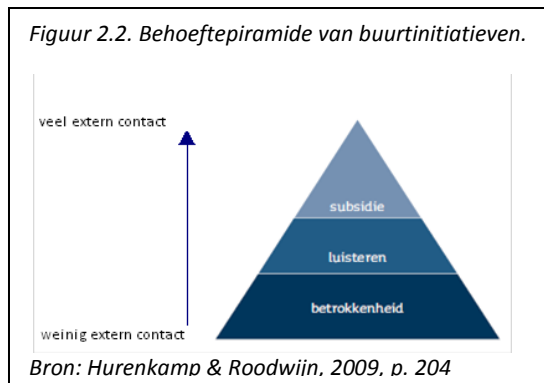 Figuur 2.2. Behoeftepiramide van buurtinitiatieven.
veel extern contact
subsidie
luisteren
betrokkenheid
weinig extern contact
Bron: Hurenkamp & Roodwijn, 2009, p. 204